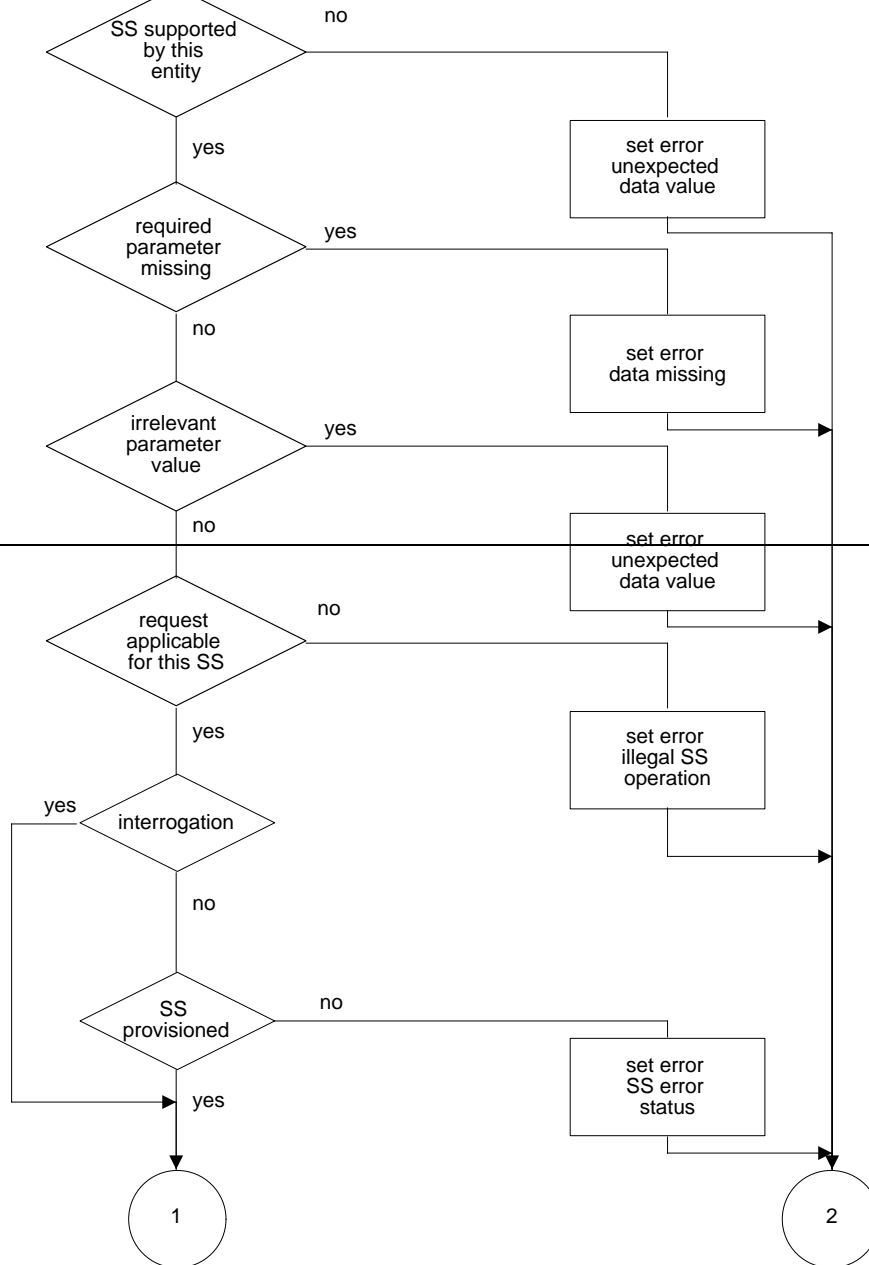 no
SS supported
by this
entity
yes
set error
unexpected
data value
required
parameter
missing
yes
no
set error
data missing
irrelevant
parameter
value
yes
no
set error
unexpected
data value
request
applicable
for this SS
no
yes
set error
illegal SS
operation
yes
interrogation
no
SS
provisioned
no
set error
SS error
status
yes
1
2